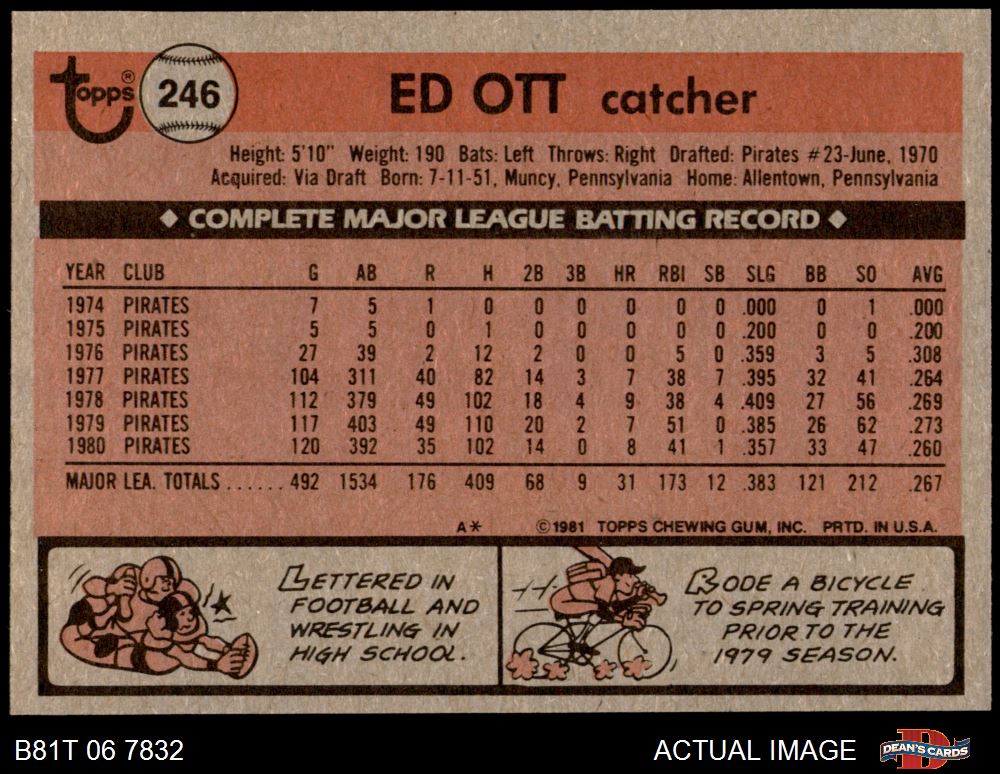 Topps® 246 ED OTT catcher
Height: 5'10" Weight: 190 Bats: Left Throws: Right Drafted: Pirates #23-June, 1970
Acquired: Via Draft Born: 7-11-51, Muncy, Pennsylvania Home: Allentown, Pennsylvania
◆ COMPLETE MAJOR LEAGUE BATTING RECORD ◆
YEAR CLUB G AB R H 2B 3B HR RBI SB SLG BB SO AVG
1974 PIRATES 7 5 1 0 0 0 0 0 0 .000 0 1 .000
1975 PIRATES 5 5 0 1 0 0 0 0 0 .200 0 0 .200
1976 PIRATES 27 39 2 12 2 0 0 5 0 .359 3 5 .308
1977 PIRATES 104 311 40 82 14 3 7 38 7 .395 32 41 .264
1978 PIRATES 112 379 49 102 18 4 9 38 4 .409 27 56 .269
1979 PIRATES 117 403 49 110 20 2 7 51 0 .385 26 62 .273
1980 PIRATES 120 392 35 102 14 0 8 41 1 .357 33 47 .260
MAJOR LEA. TOTALS ...... 492 1534 176 409 68 9 31 173 12 .383 121 212 .267
A* ©1981 TOPPS CHEWING GUM, INC. PRTD. IN U.S.A.
LETTERED IN
FOOTBALL AND
WRESTLING IN
HIGH SCHOOL.
RODE A BICYCLE
TO SPRING TRAINING
PRIOR TO THE
1979 SEASON.
B81T 06 7832 ACTUAL IMAGE DEAN'S CARDS